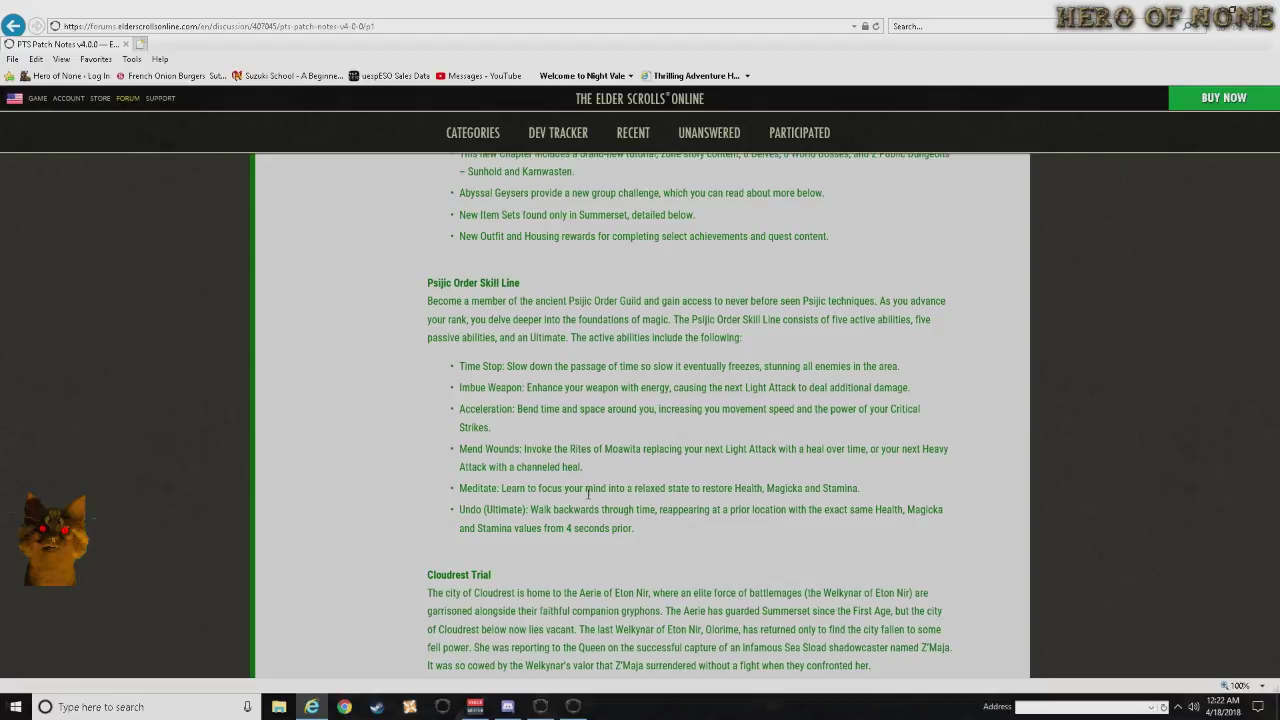 HERO OF NONE
https://forums.elderscrollsonline.com/en/discussion/407045/pts-patch-notes-v4-0-0/p1
Search...
PTS Patch Notes v4.0.0 — E...
File Edit View Favorites Tools Help
Hero of None ‹ Log In French Onion Burgers Sut... Suzuki School - A Beginne... uespESO Sales Data Messages - YouTube Welcome to Night Vale Thrilling Adventure H...
GAME ACCOUNT STORE FORUM SUPPORT
THE ELDER SCROLLS ONLINE
BUY NOW
CATEGORIES DEV TRACKER RECENT UNANSWERED PARTICIPATED
This new Chapter includes a brand-new tutorial, zone story content, 6 Delves, 6 World Bosses, and 2 Public Dungeons
– Sunhold and Karnwasten.
• Abyssal Geysers provide a new group challenge, which you can read about more below.
• New Item Sets found only in Summerset, detailed below.
• New Outfit and Housing rewards for completing select achievements and quest content.
Psijic Order Skill Line
Become a member of the ancient Psijic Order Guild and gain access to never before seen Psijic techniques. As you advance
your rank, you delve deeper into the foundations of magic. The Psijic Order Skill Line consists of five active abilities, five
passive abilities, and an Ultimate. The active abilities include the following:
• Time Stop: Slow down the passage of time so slow it eventually freezes, stunning all enemies in the area.
• Imbue Weapon: Enhance your weapon with energy, causing the next Light Attack to deal additional damage.
• Acceleration: Bend time and space around you, increasing you movement speed and the power of your Critical
Strikes.
• Mend Wounds: Invoke the Rites of Moawita replacing your next Light Attack with a heal over time, or your next Heavy
Attack with a channeled heal.
• Meditate: Learn to focus your mind into a relaxed state to restore Health, Magicka and Stamina.
• Undo (Ultimate): Walk backwards through time, reappearing at a prior location with the exact same Health, Magicka
and Stamina values from 4 seconds prior.
Cloudrest Trial
The city of Cloudrest is home to the Aerie of Eton Nir, where an elite force of battlemages (the Welkynar of Eton Nir) are
garrisoned alongside their faithful companion gryphons. The Aerie has guarded Summerset since the First Age, but the city
of Cloudrest below now lies vacant. The last Welkynar of Eton Nir, Olorime, has returned only to find the city fallen to some
fell power. She was reporting to the Queen on the successful capture of an infamous Sea Sload shadowcaster named Z'Maja.
It was so cowed by the Welkynar's valor that Z'Maja surrendered without a fight when they confronted her.
100%
Type here to search
Address
12:22 AM
4/18/2018